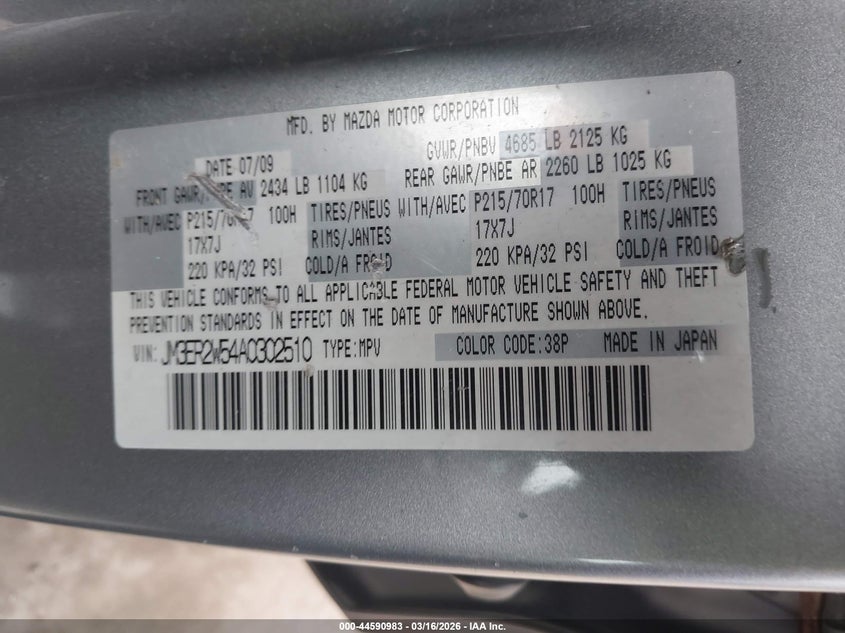 MFD. BY MAZDA MOTOR CORPORATION
DATE 07/09 GVWR/PNBV 4685 LB 2125 KG
FRONT GAWR/PNBE AV 2434 LB 1104 KG REAR GAWR/PNBE AR 2260 LB 1025 KG
WITH/AVEC P215/70R17 100H TIRES/PNEUS WITH/AVEC P215/70R17 100H TIRES/PNEUS
17X7J RIMS/JANTES 17X7J RIMS/JANTES
220 KPA/32 PSI COLD/A FROID 220 KPA/32 PSI COLD/A FROID
THIS VEHICLE CONFORMS TO ALL APPLICABLE FEDERAL MOTOR VEHICLE SAFETY AND THEFT
PREVENTION STANDARDS IN EFFECT ON THE DATE OF MANUFACTURE SHOWN ABOVE.
VIN: JM3ER2W54A0302510 TYPE:MPV COLOR CODE:38P MADE IN JAPAN
000-44590983 - 03/16/2026 - IAA Inc.